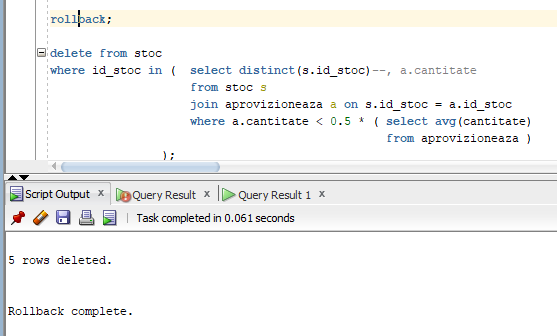 rollback;
delete from stoc
where id_stoc in (  select distinct(s.id_stoc)--, a.cantitate
from stoc s
join aprovizioneaza a on s.id_stoc = a.id_stoc
where a.cantitate < 0.5 * ( select avg(cantitate)
from aprovizioneaza )
);
Script Output x Query Result x Query Result 1 x
Task completed in 0.061 seconds
5 rows deleted.
Rollback complete.